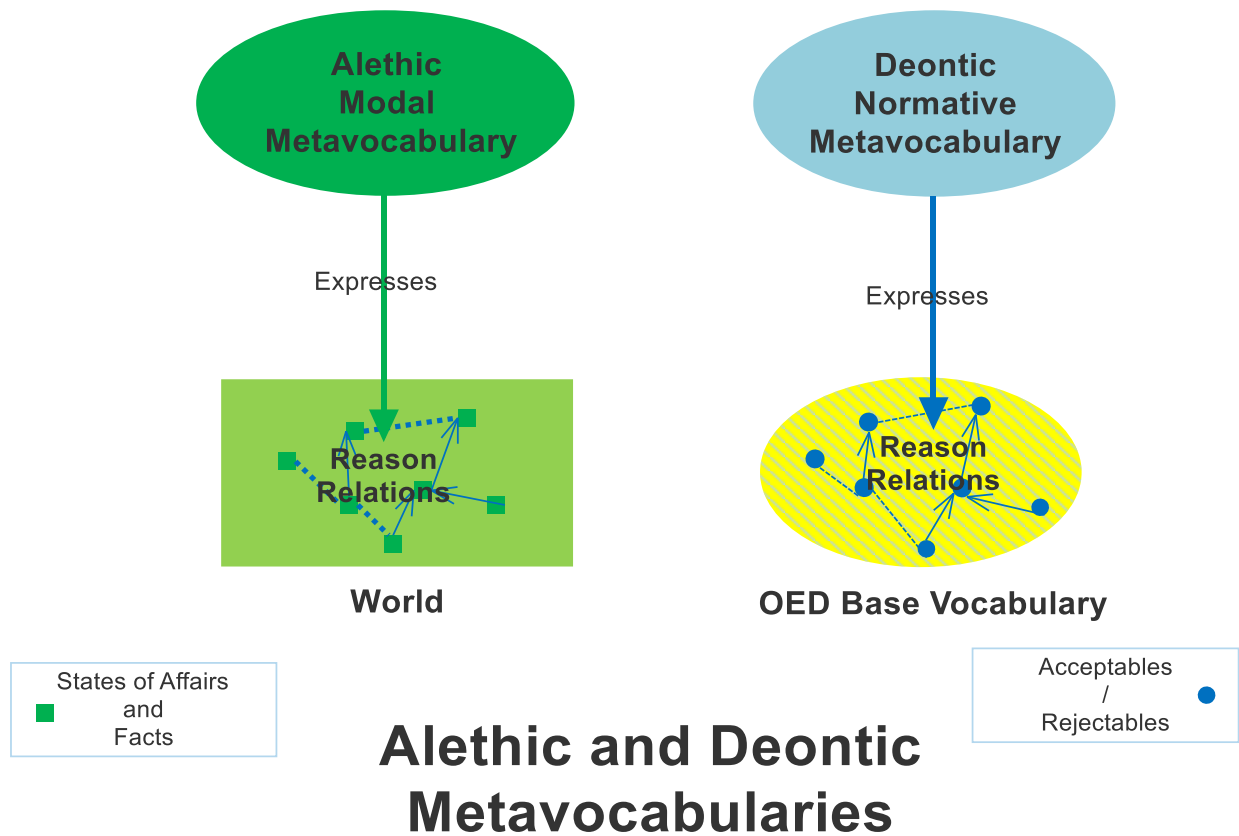 Alethic
Modal
Metavocabulary
Deontic
Normative
Metavocabulary
Expresses
Expresses
Reason
Relations
Reason
Relations
World
OED Base Vocabulary
States of Affairs
and
Facts
Acceptables
/
Rejectables
Alethic and Deontic
Metavocabularies